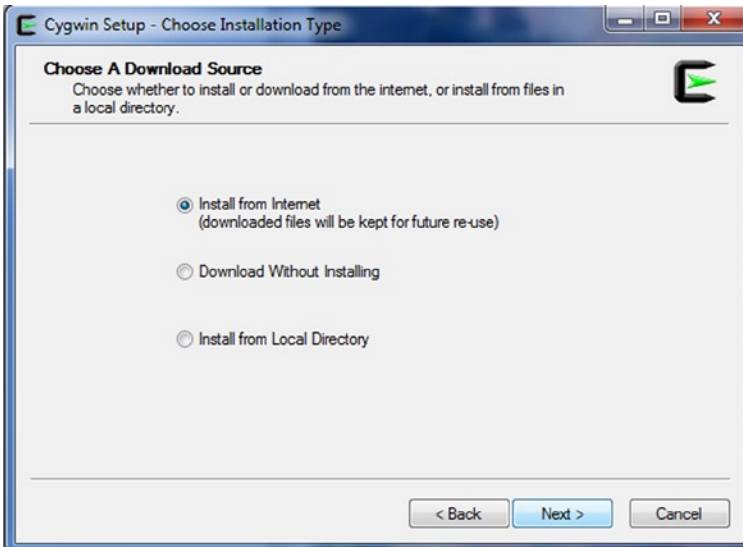 Cygwin Setup - Choose Installation Type
Choose A Download Source
Choose whether to install or download from the internet, or install from files in
a local directory.
Install from Internet
(downloaded files will be kept for future re-use)
Download Without Installing
Install from Local Directory
< Back Next > Cancel